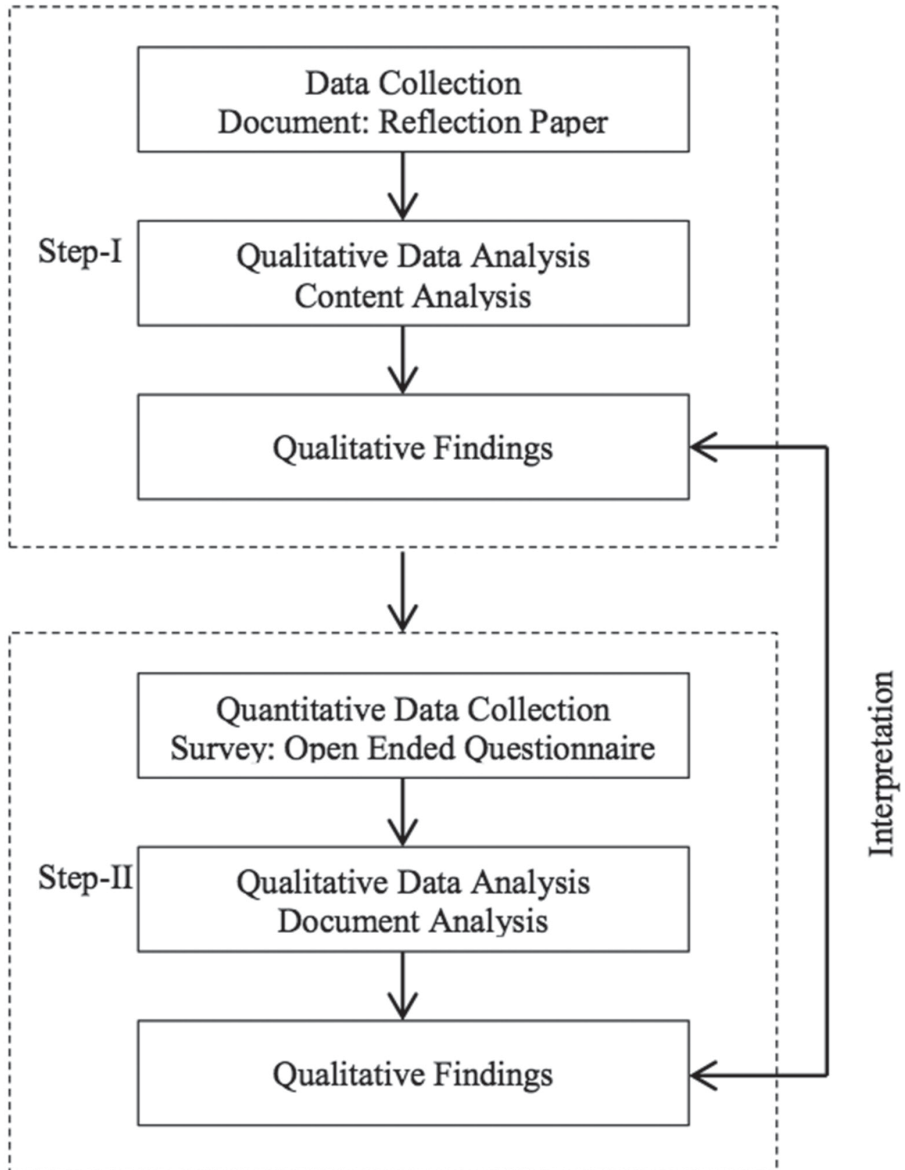 Data Collection
Document: Reflection Paper
Step-I
Qualitative Data Analysis
Content Analysis
Qualitative Findings
Quantitative Data Collection
Survey: Open Ended Questionnaire
Step-II
Qualitative Data Analysis
Document Analysis
Qualitative Findings
Interpretation